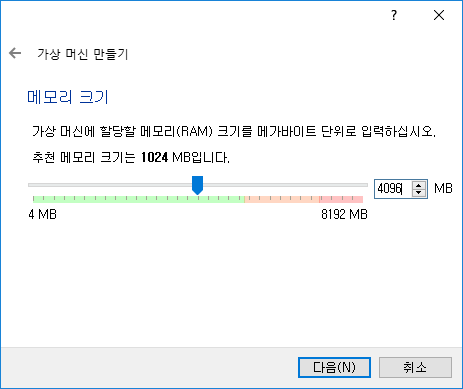 ?
가상 머신 만들기
메모리 크기
가상 머신에 할당할 메모리(RAM) 크기를 메가바이트 단위로 입력하십시오.
추천 메모리 크기는 1024 MB입니다.
4096 MB
4 MB 8192 MB
다음(N) 취소